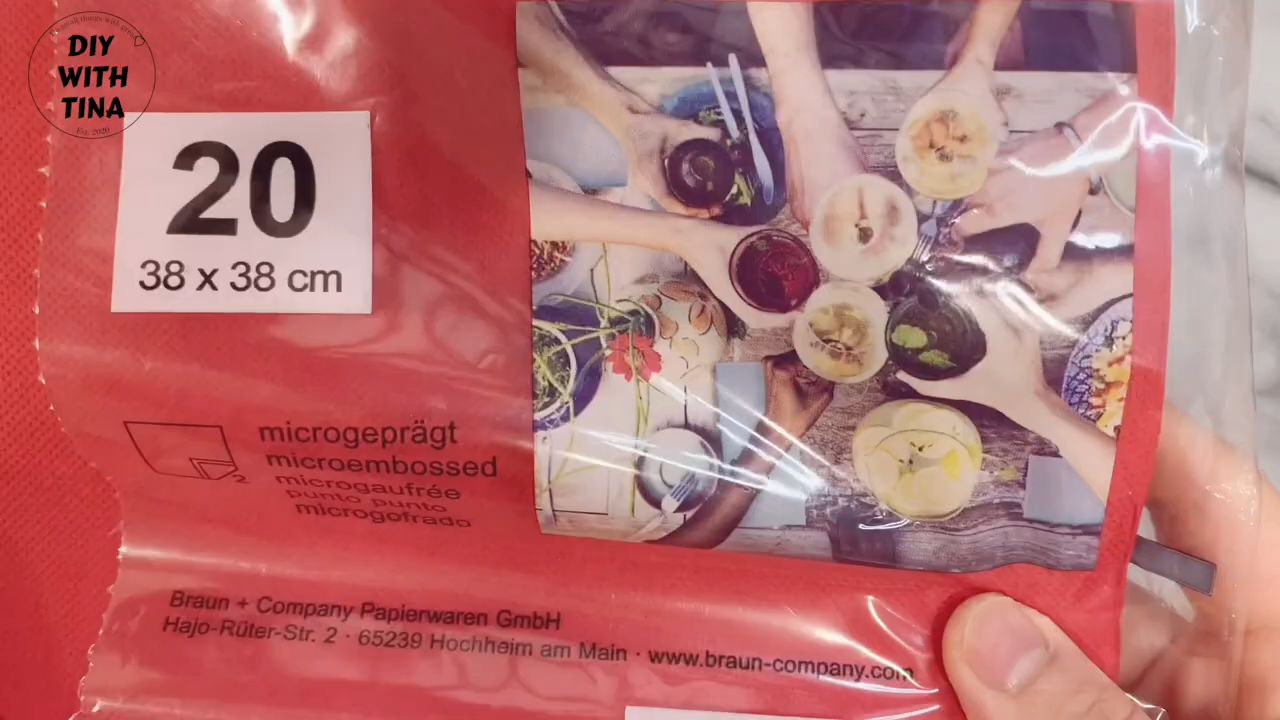 DIY
WITH
TINA
Est. 2020
20
38 x 38 cm
microgeprägt
microembossed
microgaufrée
punto punto
microgofrado
2
Braun + Company Papierwaren GmbH
Hajo-Rüter-Str. 2 · 65239 Hochheim am Main · www.braun-company.com